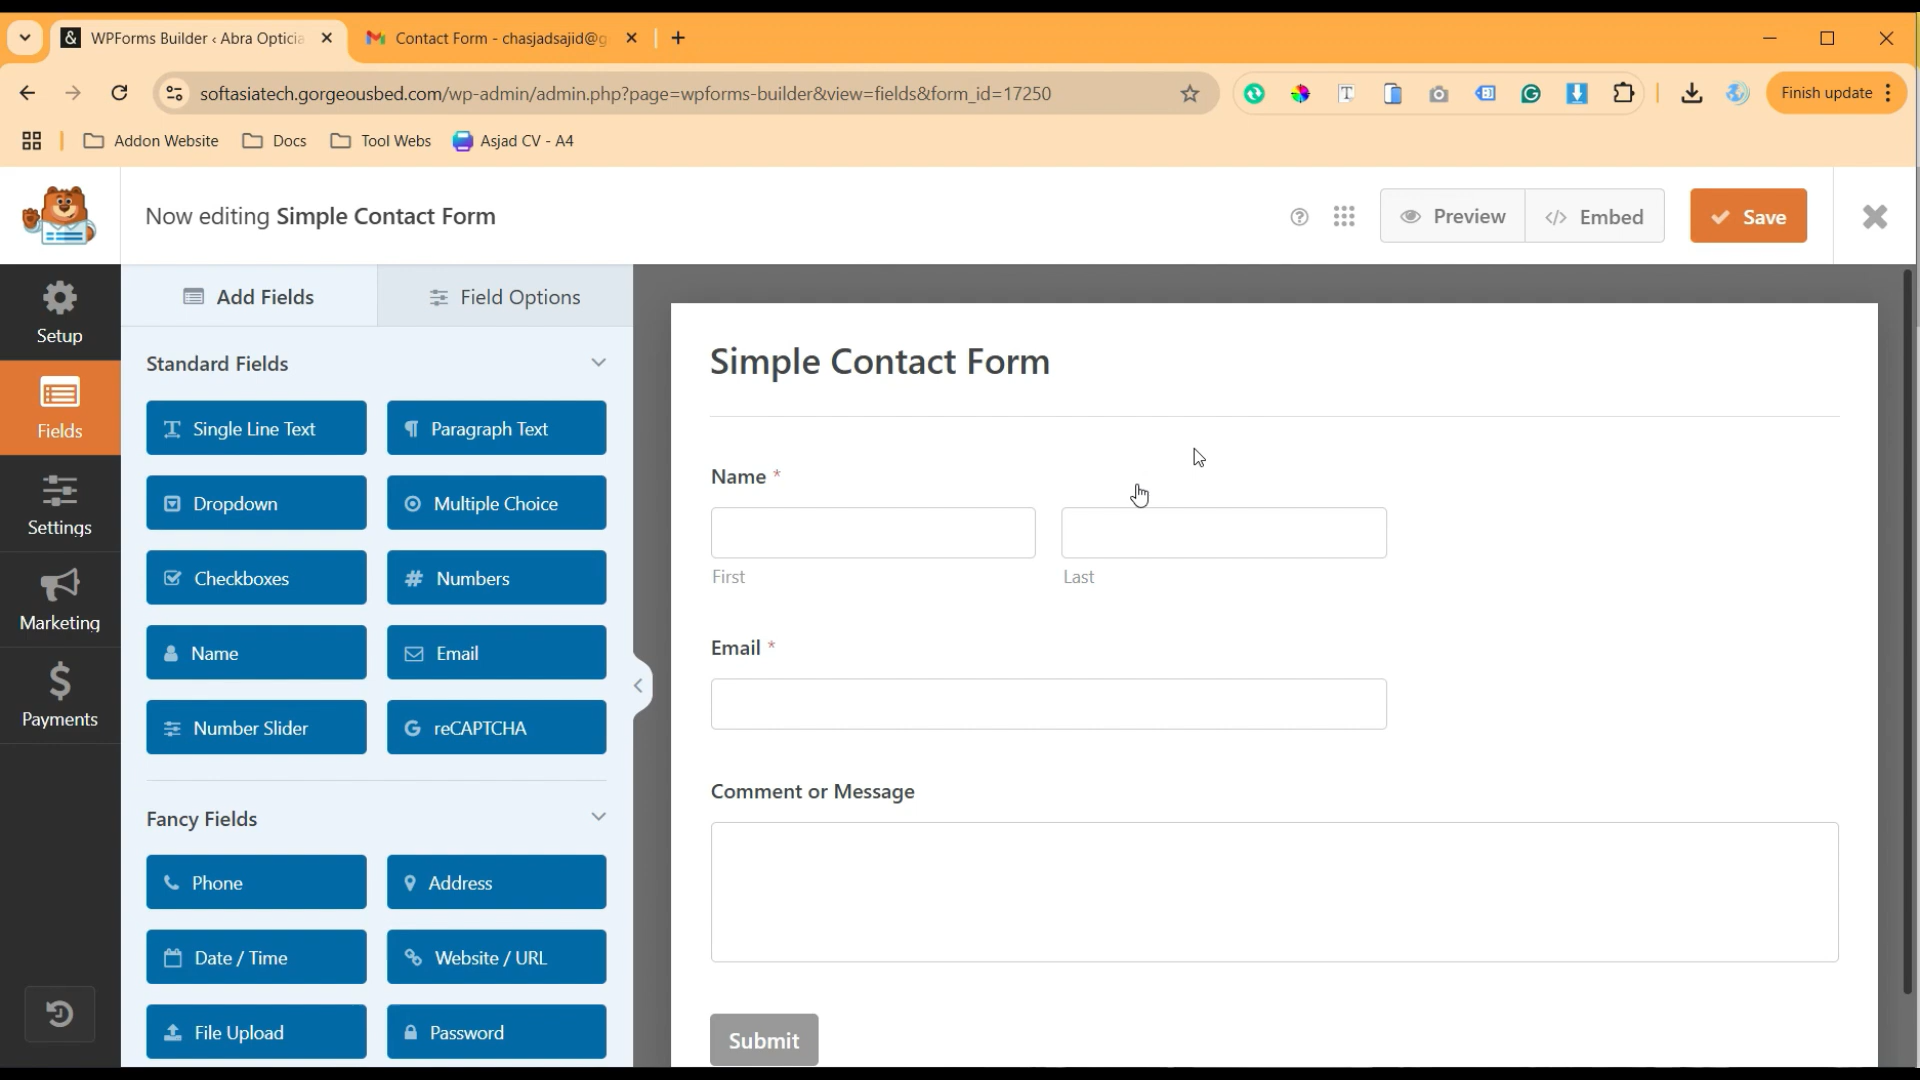 & WPForms Builder ‹ Abra Opticia
Contact Form - chasjadsajid@g
softasiatech.gorgeousbed.com/wp-admin/admin.php?page=wpforms-builder&view=fields&form_id=17250
Finish update
Addon Website
Docs
Tool Webs
Asjad CV - A4
Now editing Simple Contact Form
Preview
Embed
Save
Setup
Fields
Settings
Marketing
Payments
Add Fields
Field Options
Standard Fields
Single Line Text
Paragraph Text
Dropdown
Multiple Choice
Checkboxes
Numbers
Name
Email
Number Slider
reCAPTCHA
Fancy Fields
Phone
Address
Date / Time
Website / URL
File Upload
Password
Simple Contact Form
Name *
First
Last
Email *
Comment or Message
Submit